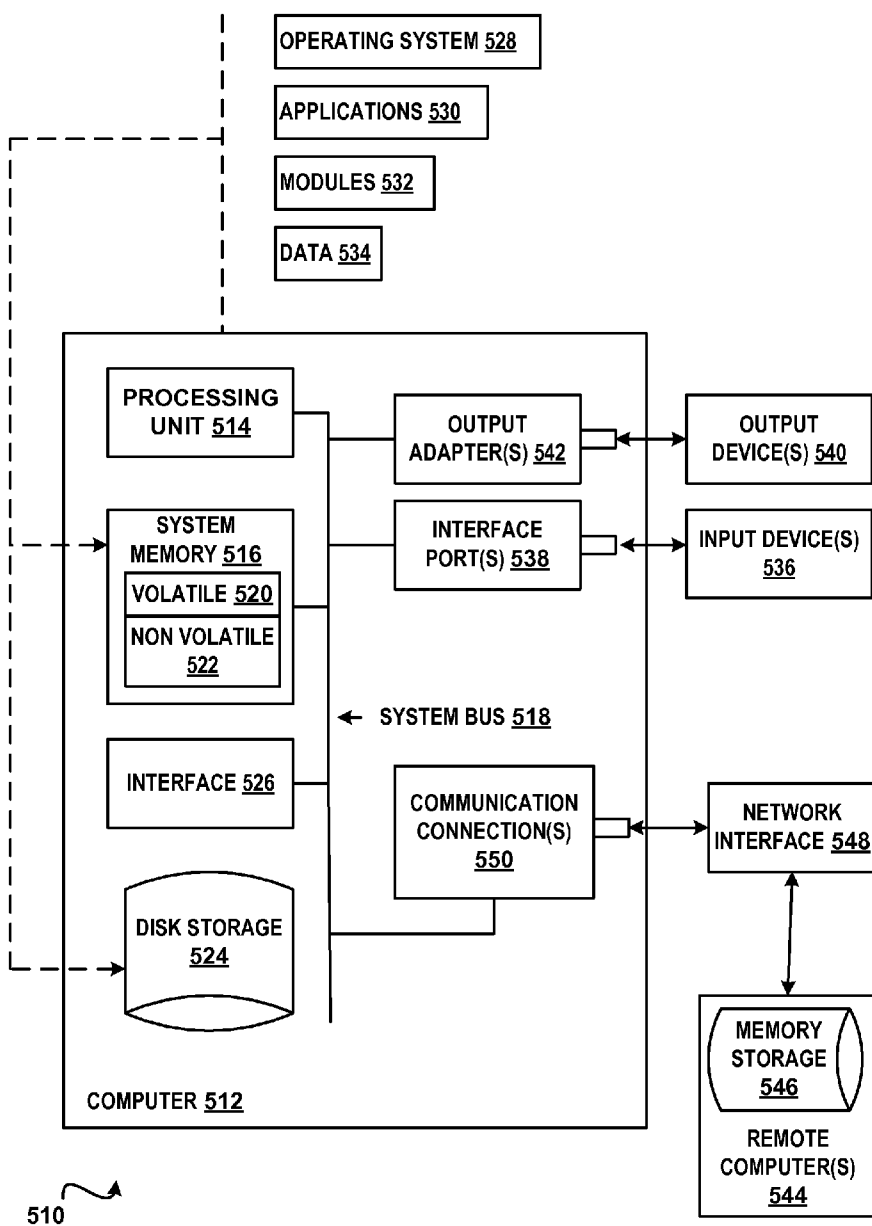 OPERATING SYSTEM 528
APPLICATIONS 530
MODULES 532
DATA 534
PROCESSING
UNIT 514
OUTPUT
ADAPTER(S) 542
OUTPUT
DEVICE(S) 540
SYSTEM
MEMORY 516
VOLATILE 520
NON VOLATILE
522
INTERFACE
PORT(S) 538
INPUT DEVICE(S)
536
SYSTEM BUS 518
INTERFACE 526
COMMUNICATION
CONNECTION(S)
550
NETWORK
INTERFACE 548
DISK STORAGE
524
MEMORY
STORAGE
546
REMOTE
COMPUTER(S)
544
COMPUTER 512
510